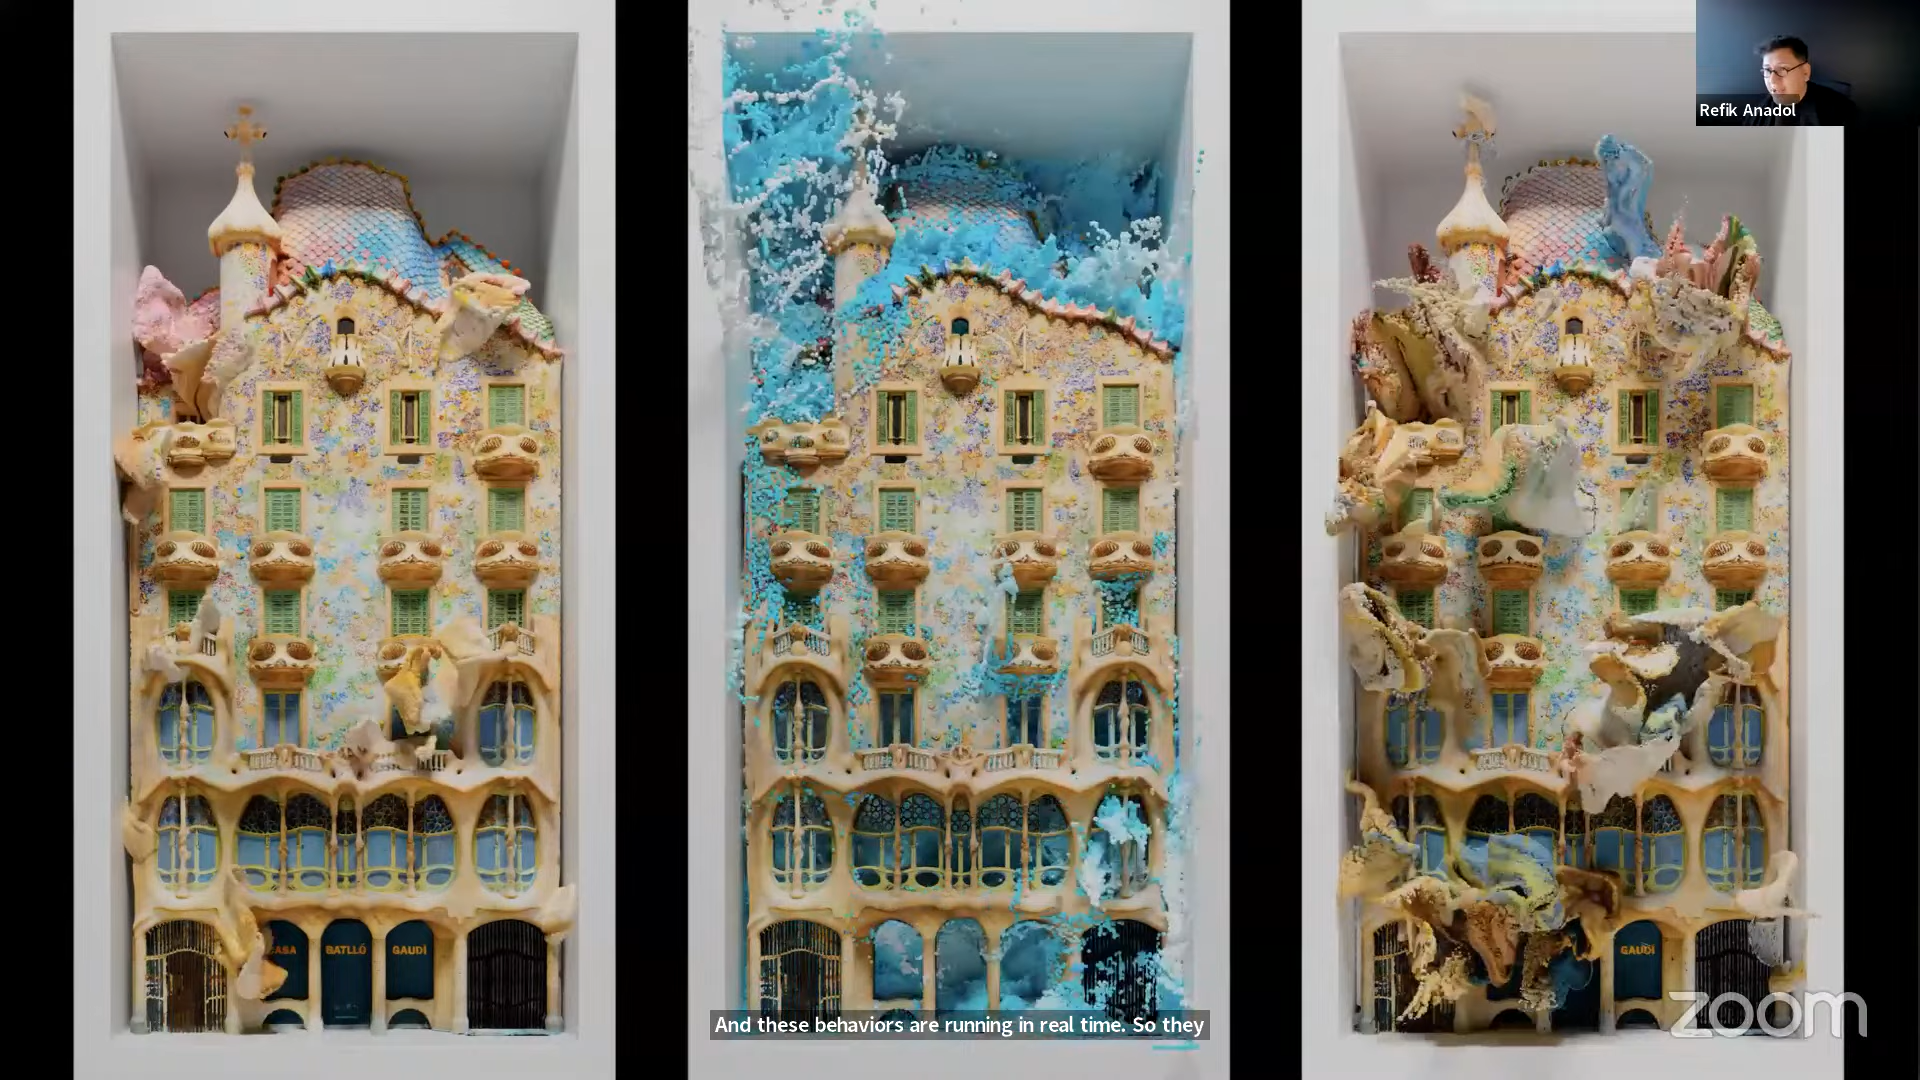 Refik Anadol
CASA
BATLLÓ
GAUDÍ
GAUDÍ
And these behaviors are running in real time. So they
zoom